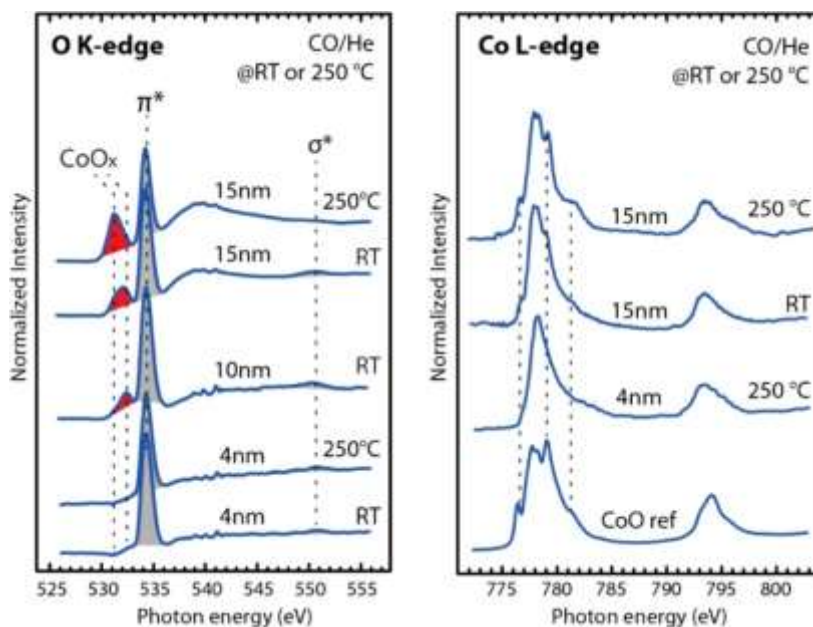 O K-edge
CO/He
@RT or 250 °C
π*
CoOx
σ*
15nm
250°C
15nm
RT
10nm
RT
4nm
250°C
4nm
RT
Normalized Intensity
525 530 535 540 545 550 555
Photon energy (eV)
Co L-edge
CO/He
@RT or 250 °C
15nm
250 °C
15nm
RT
4nm
250 °C
CoO ref
Normalized Intensity
775 780 785 790 795 800
Photon energy (eV)